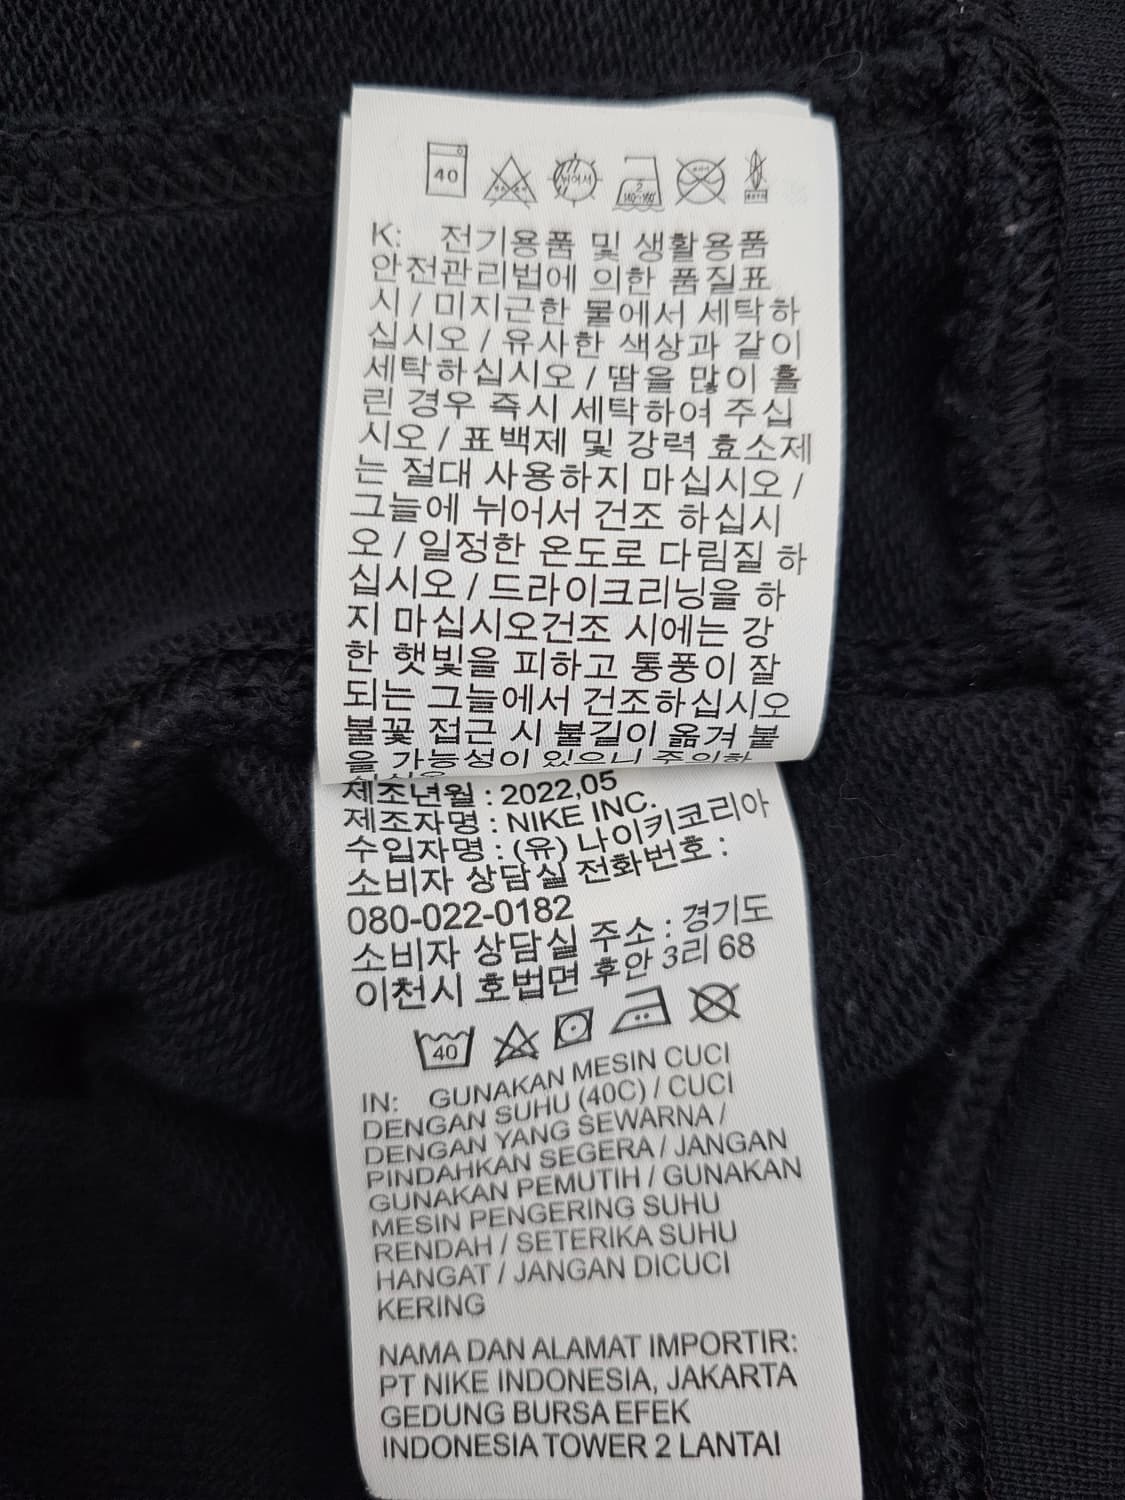 40
뉘어서
2
K: 전기용품 및 생활용품
안전관리법에 의한 품질표
시 / 미지근한 물에서 세탁하
십시오 / 유사한 색상과 같이
세탁하십시오 / 땀을 많이 흘
린 경우 즉시 세탁하여 주십
시오 / 표백제 및 강력 효소제
는 절대 사용하지 마십시오 /
그늘에 뉘어서 건조 하십시
오 / 일정한 온도로 다림질 하
십시오 / 드라이크리닝을 하
지 마십시오건조 시에는 강
한 햇빛을 피하고 통풍이 잘
되는 그늘에서 건조하십시오
불꽃 접근 시 불길이 옮겨 붙
을 가능성이 있으니 주의하
제조년월 : 2022,05
제조자명 : NIKE INC.
수입자명 : (유) 나이키코리아
소비자 상담실 전화번호 :
080-022-0182
소비자 상담실 주소 : 경기도
이천시 호법면 후안 3리 68
40
IN: GUNAKAN MESIN CUCI
DENGAN SUHU (40C) / CUCI
DENGAN YANG SEWARNA /
PINDAHKAN SEGERA / JANGAN
GUNAKAN PEMUTIH / GUNAKAN
MESIN PENGERING SUHU
RENDAH / SETERIKA SUHU
HANGAT / JANGAN DICUCI
KERING
NAMA DAN ALAMAT IMPORTIR:
PT NIKE INDONESIA, JAKARTA
GEDUNG BURSA EFEK
INDONESIA TOWER 2 LANTAI